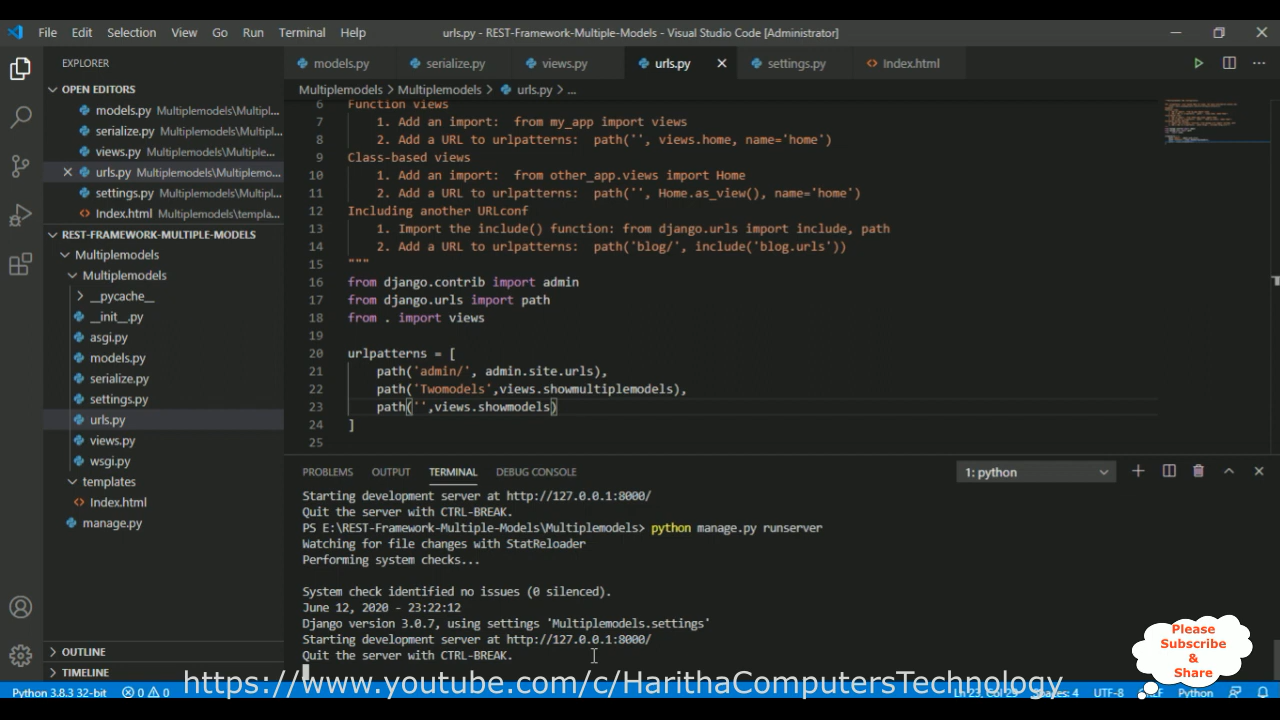 File Edit Selection View Go Run Terminal Help urls.py - REST-Framework-Multiple-Models - Visual Studio Code [Administrator]
EXPLORER
OPEN EDITORS
models.py Multiplemodels\Multipl...
serialize.py Multiplemodels\Multipl...
views.py Multiplemodels\Multiple...
urls.py Multiplemodels\Multiplemo...
settings.py Multiplemodels\Multipl...
Index.html Multiplemodels\templa...
REST-FRAMEWORK-MULTIPLE-MODELS
Multiplemodels
Multiplemodels
__pycache__
__init__.py
asgi.py
models.py
serialize.py
settings.py
urls.py
views.py
wsgi.py
templates
Index.html
manage.py
OUTLINE
TIMELINE
models.py serialize.py views.py urls.py settings.py Index.html
Multiplemodels > Multiplemodels > urls.py > ...
6 Function views
7 1. Add an import: from my_app import views
8 2. Add a URL to urlpatterns: path('', views.home, name='home')
9 Class-based views
10 1. Add an import: from other_app.views import Home
11 2. Add a URL to urlpatterns: path('', Home.as_view(), name='home')
12 Including another URLconf
13 1. Import the include() function: from django.urls import include, path
14 2. Add a URL to urlpatterns: path('blog/', include('blog.urls'))
15 """
16 from django.contrib import admin
17 from django.urls import path
18 from . import views
19
20 urlpatterns = [
21 path('admin/', admin.site.urls),
22 path('Twomodels',views.showmultiplemodels),
23 path('',views.showmodels)
24 ]
25
PROBLEMS OUTPUT TERMINAL DEBUG CONSOLE 1: python
Starting development server at http://127.0.0.1:8000/
Quit the server with CTRL-BREAK.
PS E:\REST-Framework-Multiple-Models\Multiplemodels> python manage.py runserver
Watching for file changes with StatReloader
Performing system checks...
System check identified no issues (0 silenced).
June 12, 2020 - 23:22:12
Django version 3.0.7, using settings 'Multiplemodels.settings'
Starting development server at http://127.0.0.1:8000/
Quit the server with CTRL-BREAK.
Please
Subscribe
&
Share
https://www.youtube.com/c/HarithaComputersTechnology
Python 3.8.3 32-bit 0 0 Ln 23, Col 29 Spaces: 4 UTF-8 Python